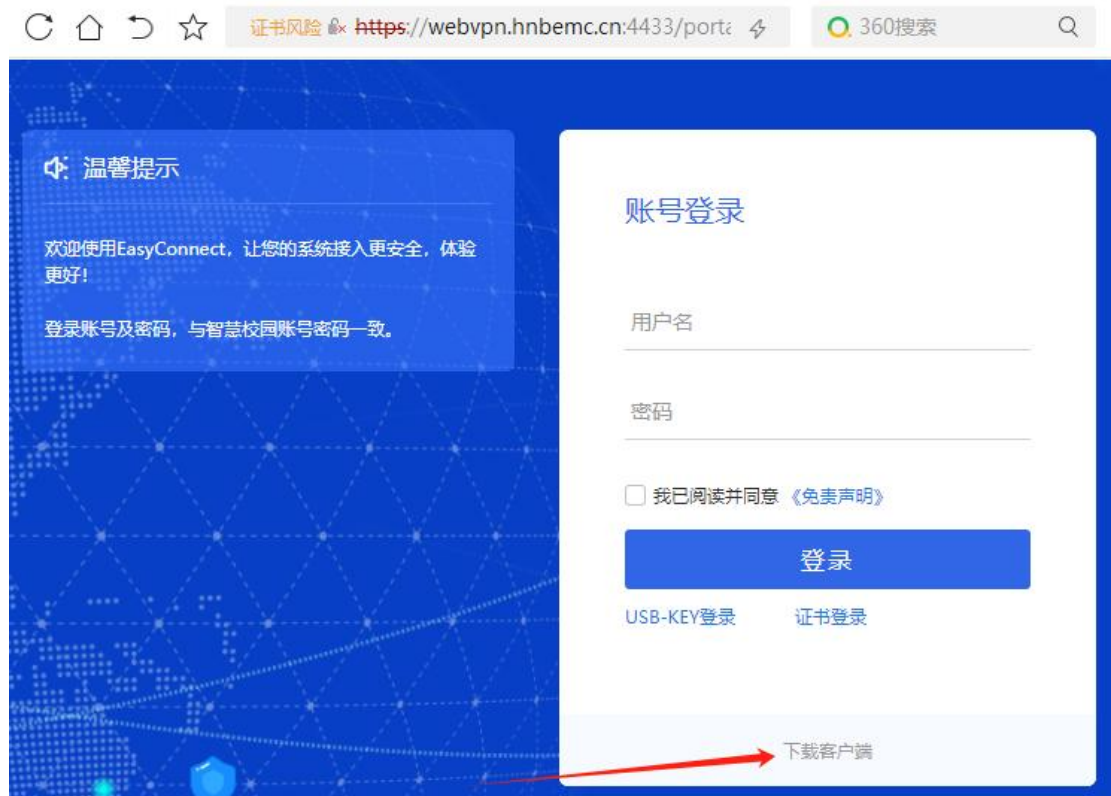 证书风险 https://webvpn.hnbemc.cn:4433/porta
360搜索
温馨提示
欢迎使用EasyConnect，让您的系统接入更安全，体验
更好！
登录账号及密码，与智慧校园账号密码一致。
账号登录
用户名
密码
我已阅读并同意 《免责声明》
登录
USB-KEY登录 证书登录
下载客户端